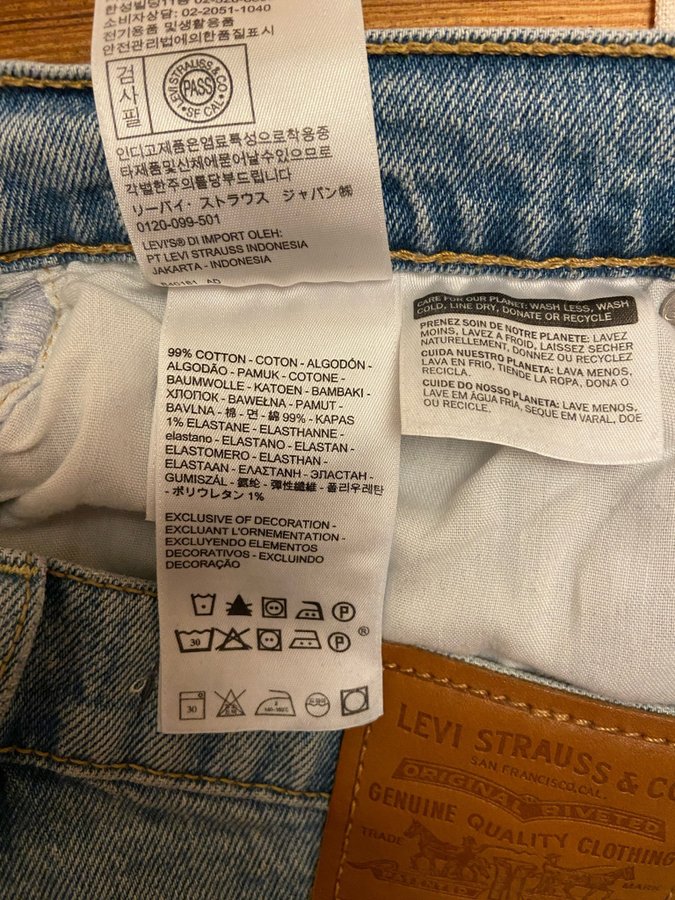 한성빌딩11층 02-
소비자상담: 02-2051-1040
전기용품 및생활용품
안전관리법에 따른품질표시
검사필
LEVI STRAUSS & CO
PASS
SF CAL
인디고제품은염료특성으로착용중
타제품및신체에묻어날수있으므로
각별한주의를당부드립니다
リーバイ・ストラウス ジャパン㈱
0120-099-501
LEVI'S® DI IMPORT OLEH:
PT LEVI STRAUSS INDONESIA
JAKARTA - INDONESIA
99% COTTON - COTON - ALGODÓN -
ALGODÃO - PAMUK - COTONE -
BAUMWOLLE - KATOEN - BAMBAKI -
ХЛОПОК - BAWEŁNA - PAMUT -
BAVLNA - 棉 - 면 - 綿 99% - KAPAS
1% ELASTANE - ELASTHANNE -
elastano - ELASTANO - ELASTAN -
ELASTOMERO - ELASTHAN -
ELASTAAN - ΕΛΑΣΤΑΝΗ - ЭЛАСТАН -
GUMISZÁL - 氨纶 - 彈性纖維 - 폴리우레탄
- ポリウレタン 1%
EXCLUSIVE OF DECORATION -
EXCLUANT L'ORNEMENTATION -
EXCLUYENDO ELEMENTOS
DECORATIVOS - EXCLUINDO
DECORAÇÃO
P
30 P ®
30
CARE FOR OUR PLANET: WASH LESS, WASH
COLD, LINE DRY, DONATE OR RECYCLE
PRENEZ SOIN DE NOTRE PLANETE: LAVEZ
MOINS, LAVEZ A FROID, LAISSEZ SECHER
NATURELLEMENT, DONNEZ OU RECYCLEZ
CUIDA NUESTRO PLANETA: LAVA MENOS,
LAVA EN FRIO, TIENDE LA ROPA, DONA O
RECICLA.
CUIDE DO NOSSO PLANETA: LAVE MENOS,
LAVE EM ÁGUA FRIA, SEQUE EM VARAL, DOE
OU RECICLE.
LEVI STRAUSS & CO
SAN FRANCISCO, CAL.
ORIGINAL RIVETED
GENUINE QUALITY CLOTHING
TRADE MARK